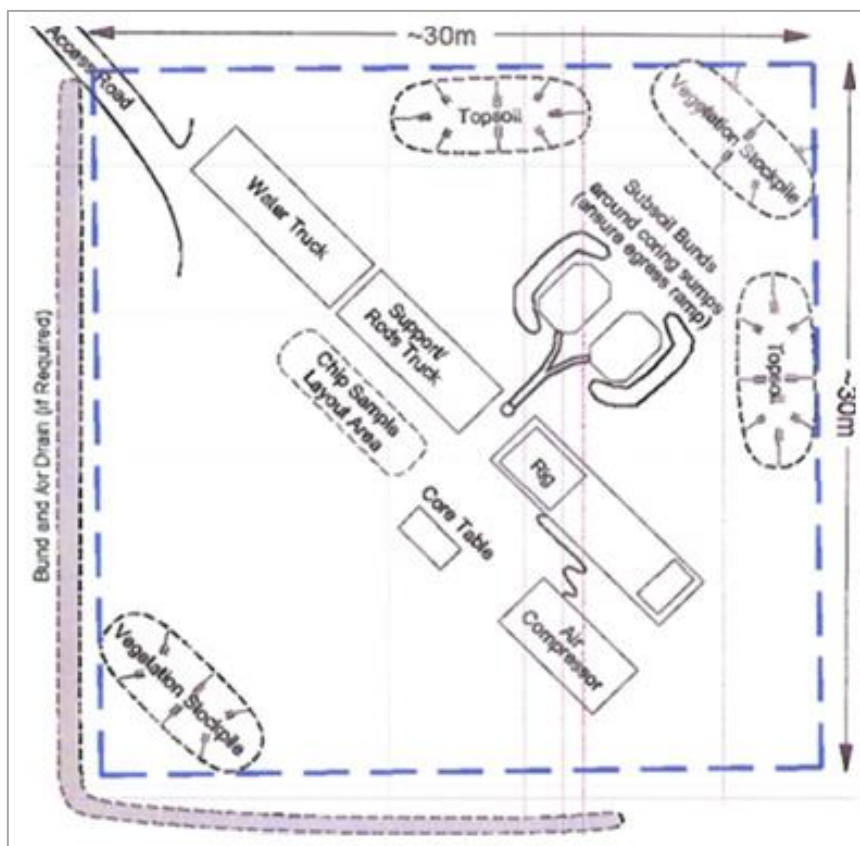 ~30m
Access Road
Topsoil
Vegetation Stockpile
Water Truck
Subsoil Bunds
around coring sumps
(ensure egress ramp)
Support/
Rods Truck
Topsoil
~30m
Chip Sample
Layout Area
Rig
Core Table
Bund and /or Drain (If Required)
Air
Compressor
Vegetation Stockpile